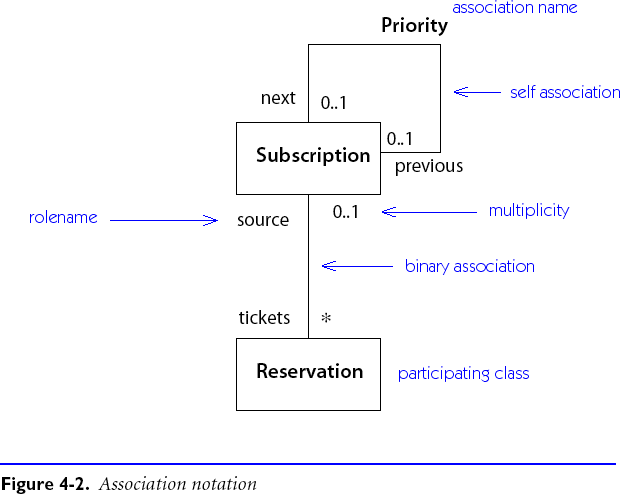 association name
Priority
self association
next
0..1
0..1
Subscription
previous
rolename
source
0..1
multiplicity
binary association
tickets
*
Reservation
participating class
Figure 4-2. Association notation